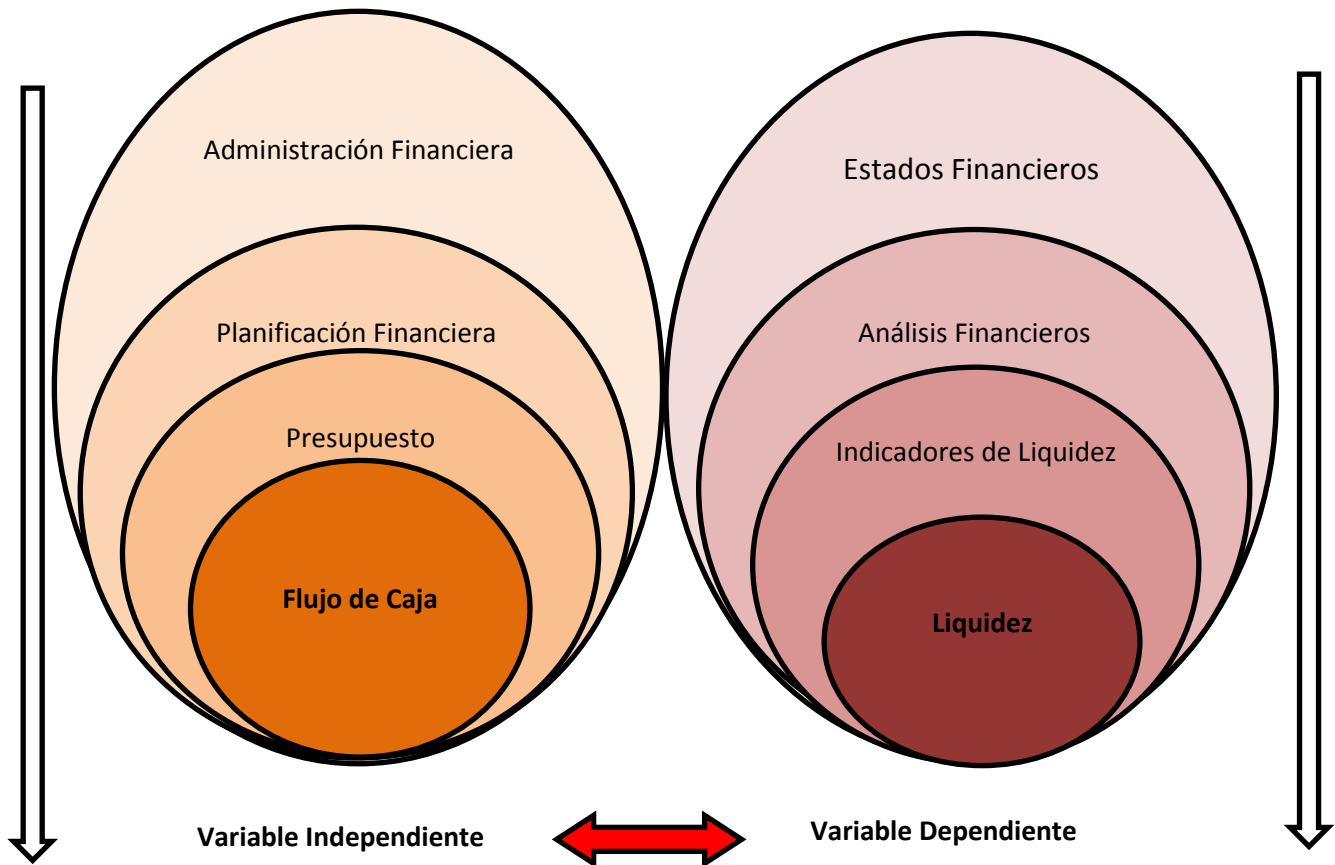 Administración Financiera
Planificación Financiera
Presupuesto
Flujo de Caja
Variable Independiente
Estados Financieros
Análisis Financieros
Indicadores de Liquidez
Liquidez
Variable Dependiente